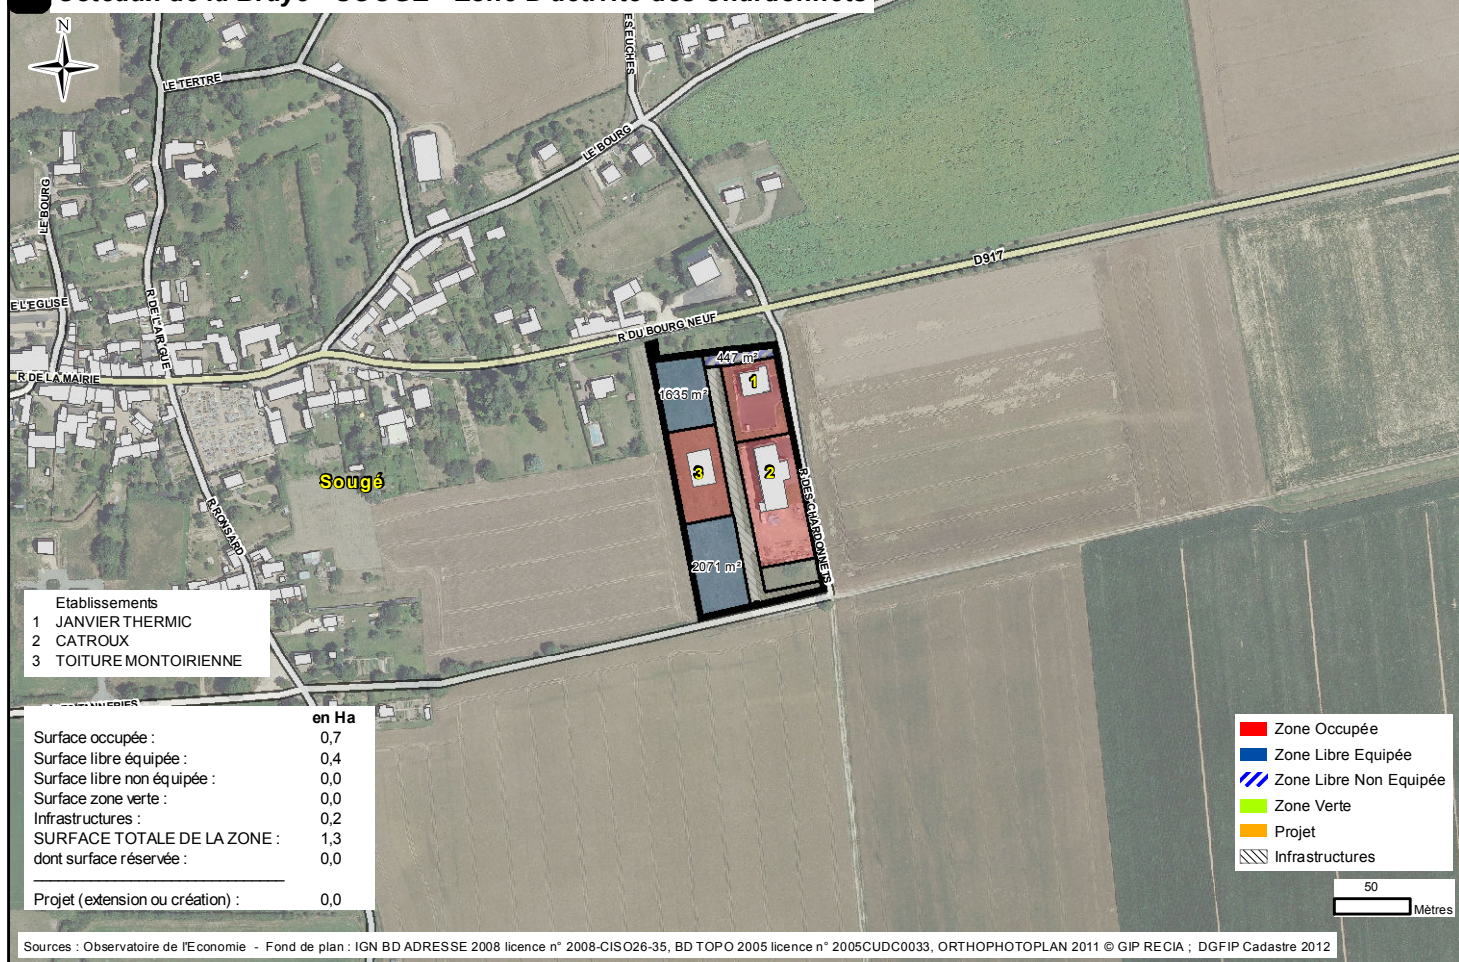 N
LE TERTRE
LE BOURG
LE BOURG
R DE LA MAIRIE
R DU BOURG NEUF
D917
R RONSARD
R DES CHARDONNETS
Sougé
447 m²
1635 m²
2071 m²
1
2
3
Etablissements
1 JANVIER THERMIC
2 CATROUX
3 TOITURE MONTOIRIENNE
en Ha
Surface occupée : 0,7
Surface libre équipée : 0,4
Surface libre non équipée : 0,0
Surface zone verte : 0,0
Infrastructures : 0,2
SURFACE TOTALE DE LA ZONE : 1,3
dont surface réservée : 0,0
Projet (extension ou création) : 0,0
Zone Occupée
Zone Libre Equipée
Zone Libre Non Equipée
Zone Verte
Projet
Infrastructures
50
Mètres
Sources : Observatoire de l'Economie - Fond de plan : IGN BD ADRESSE 2008 licence n° 2008-CISO26-35, BD TOPO 2005 licence n° 2005CUDC0033, ORTHOPHOTOPLAN 2011 © GIP RECIA ; DGFIP Cadastre 2012